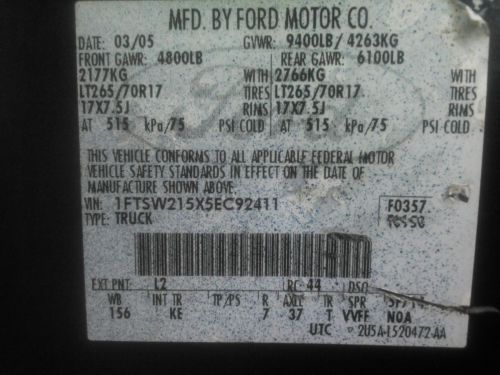 MFD. BY FORD MOTOR CO.
DATE: 03/05 GVWR: 9400LB/ 4263KG
FRONT GAWR: 4800LB REAR GAWR: 6100LB
2177KG WITH 2766KG WITH
LT265/70R17 TIRES LT265/70R17 TIRES
17X7.5J RIMS 17X7.5J RIMS
AT 515 kPa/75 PSI COLD AT 515 kPa/75 PSI COLD
THIS VEHICLE CONFORMS TO ALL APPLICABLE FEDERAL MOTOR
VEHICLE SAFETY STANDARDS IN EFFECT ON THE DATE OF
MANUFACTURE SHOWN ABOVE.
VIN: 1FTSW215X5EC92411 F0357
TYPE: TRUCK
EXT PNT: L2 RC: 44 DSO:
WB INT TR TP/PS R AXLE TR SPR
156 KE 7 37 T VVFF NOA
UTC 2U5A-1520472-AA